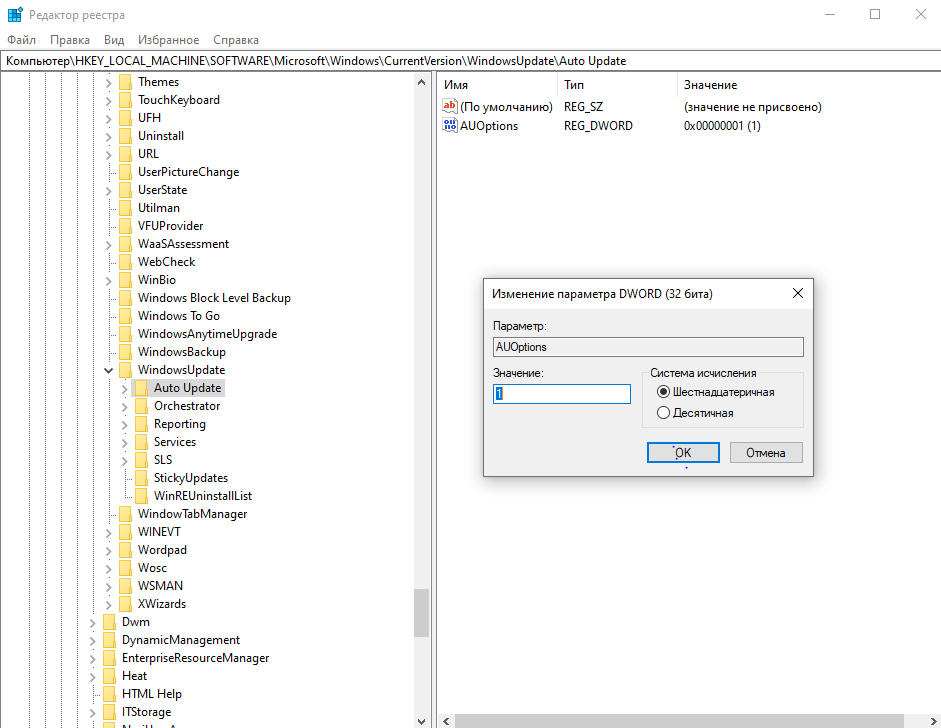 Редактор реестра
Файл Правка Вид Избранное Справка
Компьютер\HKEY_LOCAL_MACHINE\SOFTWARE\Microsoft\Windows\CurrentVersion\WindowsUpdate\Auto Update
Themes
TouchKeyboard
UFH
Uninstall
URL
UserPictureChange
UserState
Utilman
VFUProvider
WaaSAssessment
WebCheck
WinBio
Windows Block Level Backup
Windows To Go
WindowsAnytimeUpgrade
WindowsBackup
WindowsUpdate
Auto Update
Orchestrator
Reporting
Services
SLS
StickyUpdates
WinREUninstallList
WindowTabManager
WINEVT
Wordpad
Wosc
WSMAN
XWizards
Dwm
DynamicManagement
EnterpriseResourceManager
Heat
HTML Help
ITStorage
Имя Тип Значение
ab (По умолчанию) REG_SZ (значение не присвоено)
AUOptions REG_DWORD 0x00000001 (1)
Изменение параметра DWORD (32 бита)
Параметр:
AUOptions
Значение:
1
Система исчисления
Шестнадцатеричная
Десятичная
OK Отмена